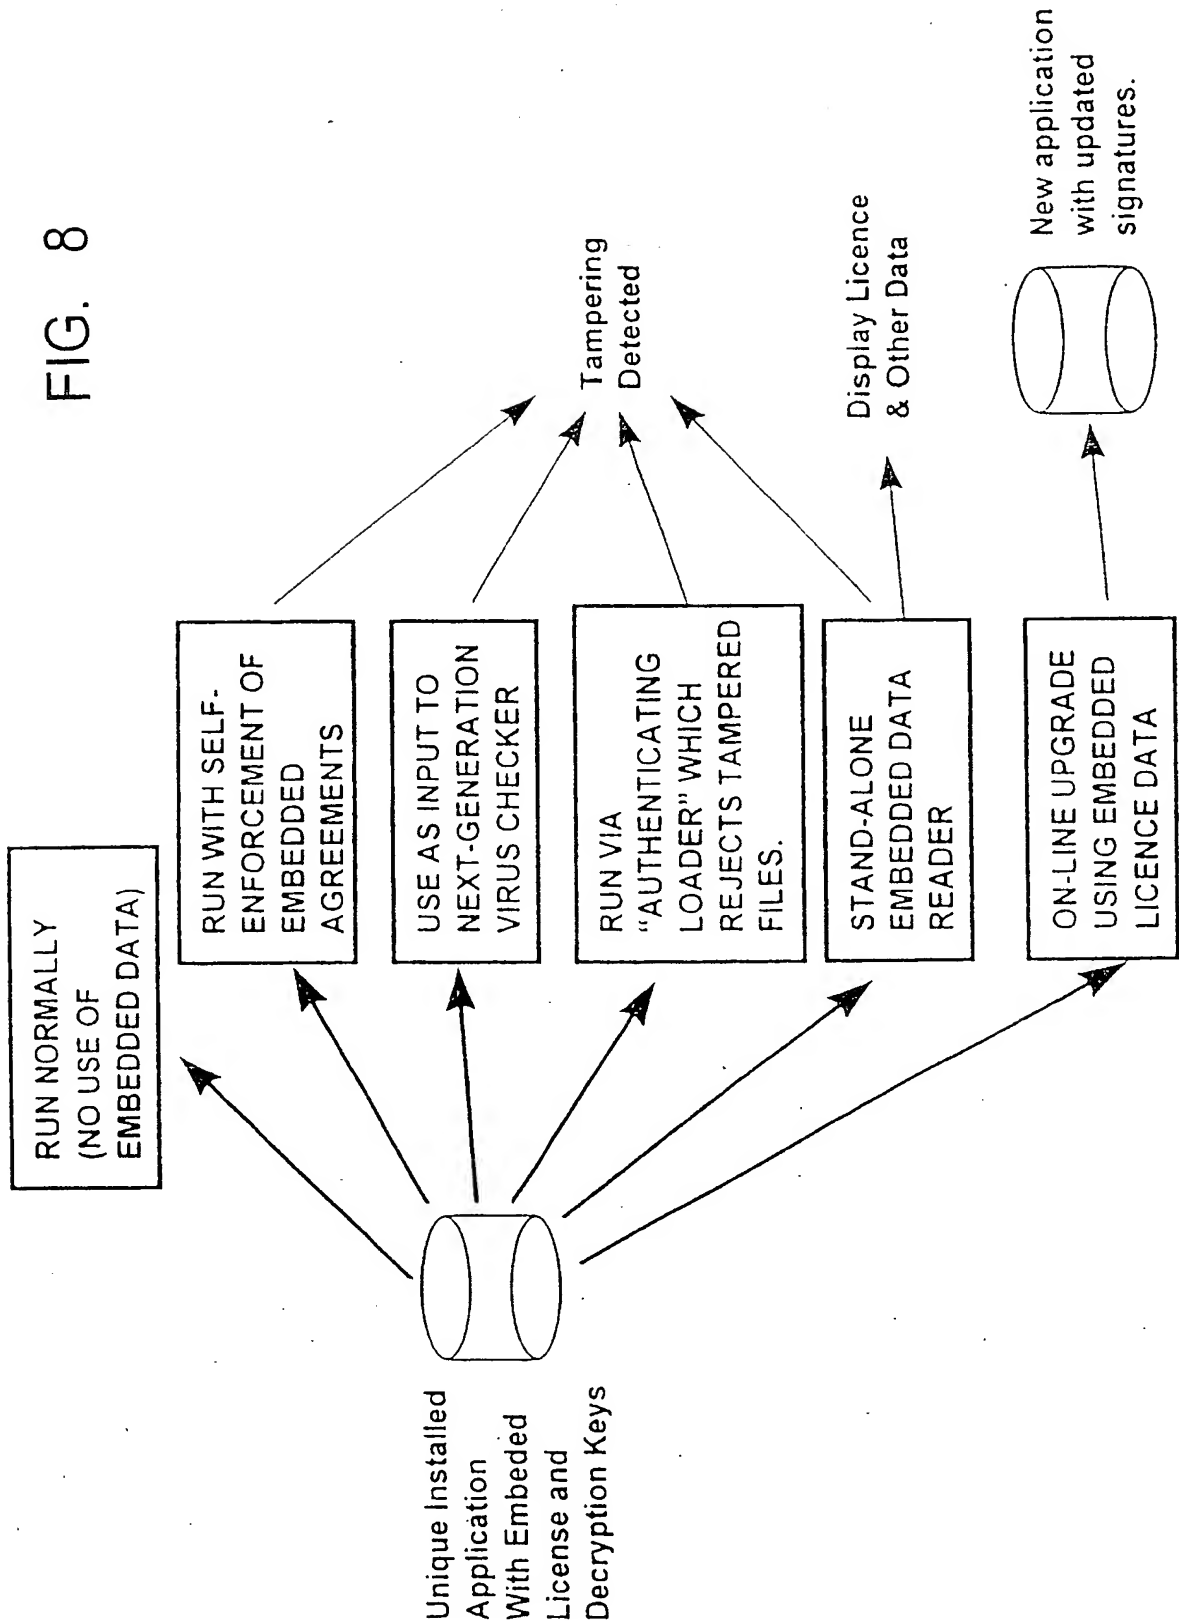 FIG. 8
RUN NORMALLY
(NO USE OF
EMBEDDED DATA)
RUN WITH SELF-
ENFORCEMENT OF
EMBEDDED
AGREEMENTS
USE AS INPUT TO
NEXT-GENERATION
VIRUS CHECKER
RUN VIA
“AUTHENTICATING
LOADER” WHICH
REJECTS TAMPERED
FILES.
STAND-ALONE
EMBEDDED DATA
READER
ON-LINE UPGRADE
USING EMBEDDED
LICENCE DATA
Unique Installed
Application
With Embeded
License and
Decryption Keys
Tampering
Detected
Display Licence
& Other Data
New application
with updated
signatures.